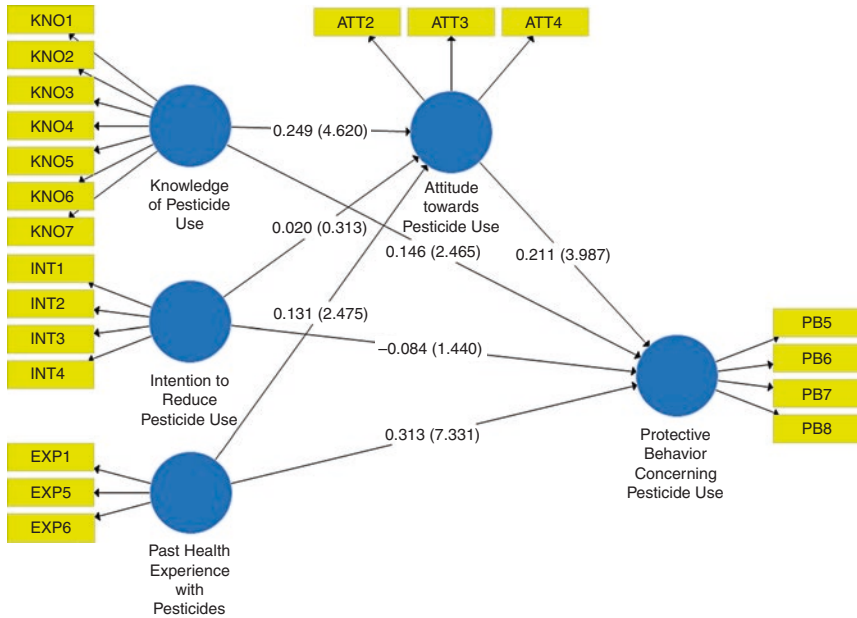 KNO1
KNO2
KNO3
KNO4
KNO5
KNO6
KNO7
Knowledge
of Pesticide
Use
ATT2
ATT3
ATT4
Attitude
towards
Pesticide Use
0.249 (4.620)
0.020 (0.313)
0.146 (2.465)
0.211 (3.987)
INT1
INT2
INT3
INT4
Intention to
Reduce
Pesticide Use
0.131 (2.475)
–0.084 (1.440)
0.313 (7.331)
EXP1
EXP5
EXP6
Past Health
Experience
with
Pesticides
PB5
PB6
PB7
PB8
Protective
Behavior
Concerning
Pesticide Use